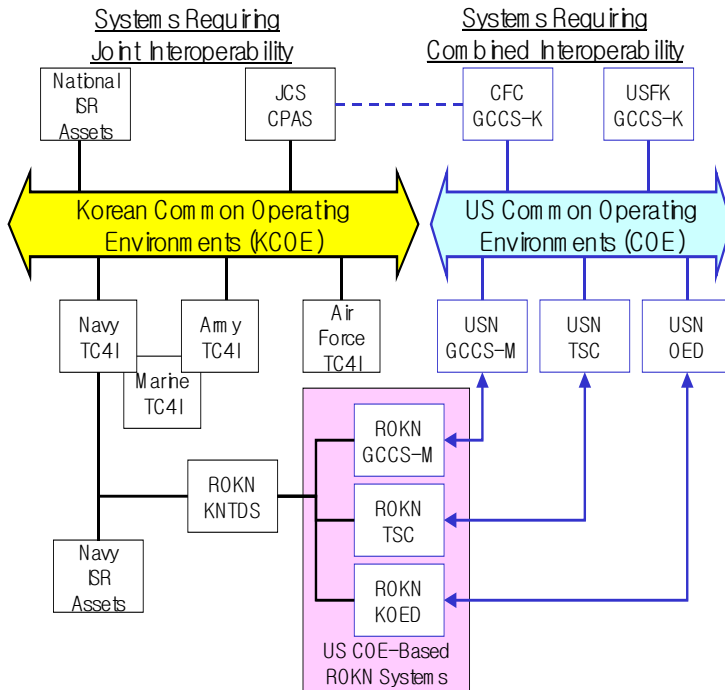 Systems Requiring
Joint Interoperability
Systems Requiring
Combined Interoperability
National
ISR
Assets
JCS
CPAS
CFC
GCCS-K
USFK
GCCS-K
Korean Common Operating
Environments (KCOE)
US Common Operating
Environments (COE)
Navy
TC4I
Army
TC4I
Marine
TC4I
Air
Force
TC4I
USN
GCCS-M
USN
TSC
USN
OED
ROKN
GCCS-M
ROKN
KNTDS
ROKN
TSC
Navy
ISR
Assets
ROKN
KOED
US COE-Based
ROKN Systems